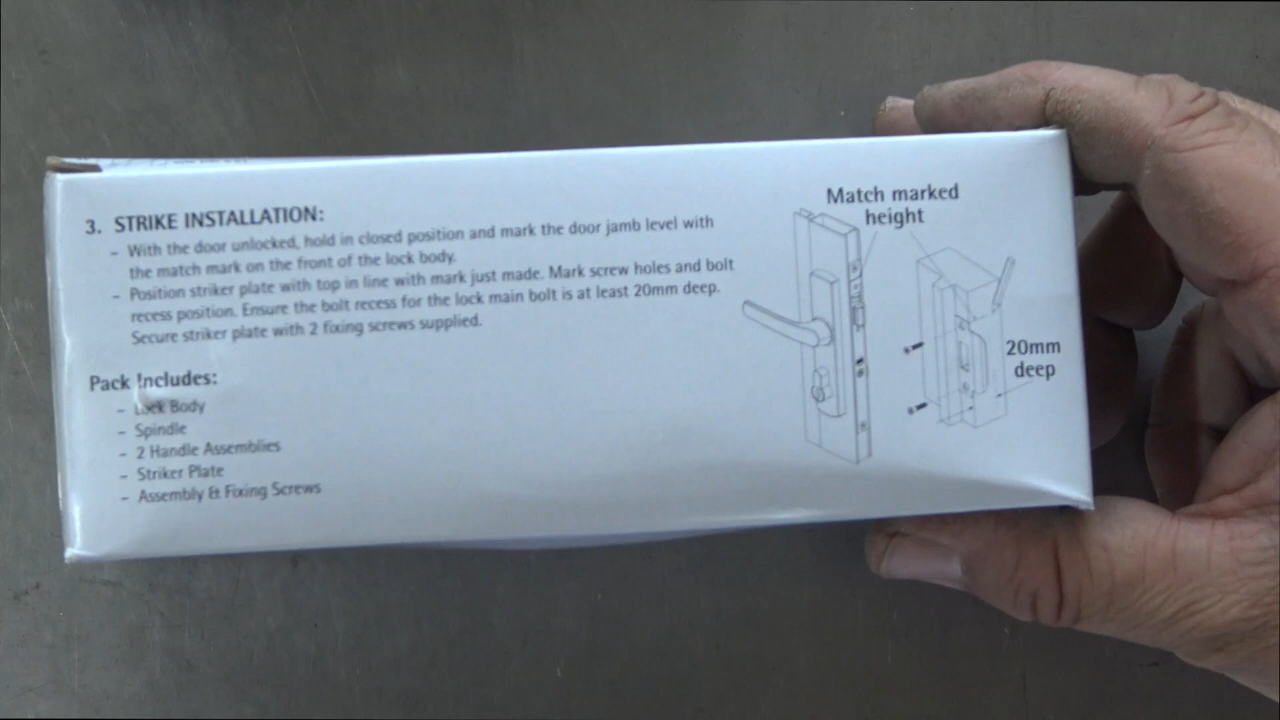 3. STRIKE INSTALLATION:
– With the door unlocked, hold in closed position and mark the door jamb level with
the match mark on the front of the lock body.
– Position striker plate with top in line with mark just made. Mark screw holes and bolt
recess position. Ensure the bolt recess for the lock main bolt is at least 20mm deep.
Secure striker plate with 2 fixing screws supplied.
Pack Includes:
– Lock Body
– Spindle
– 2 Handle Assemblies
– Striker Plate
– Assembly & Fixing Screws
Match marked
height
20mm
deep